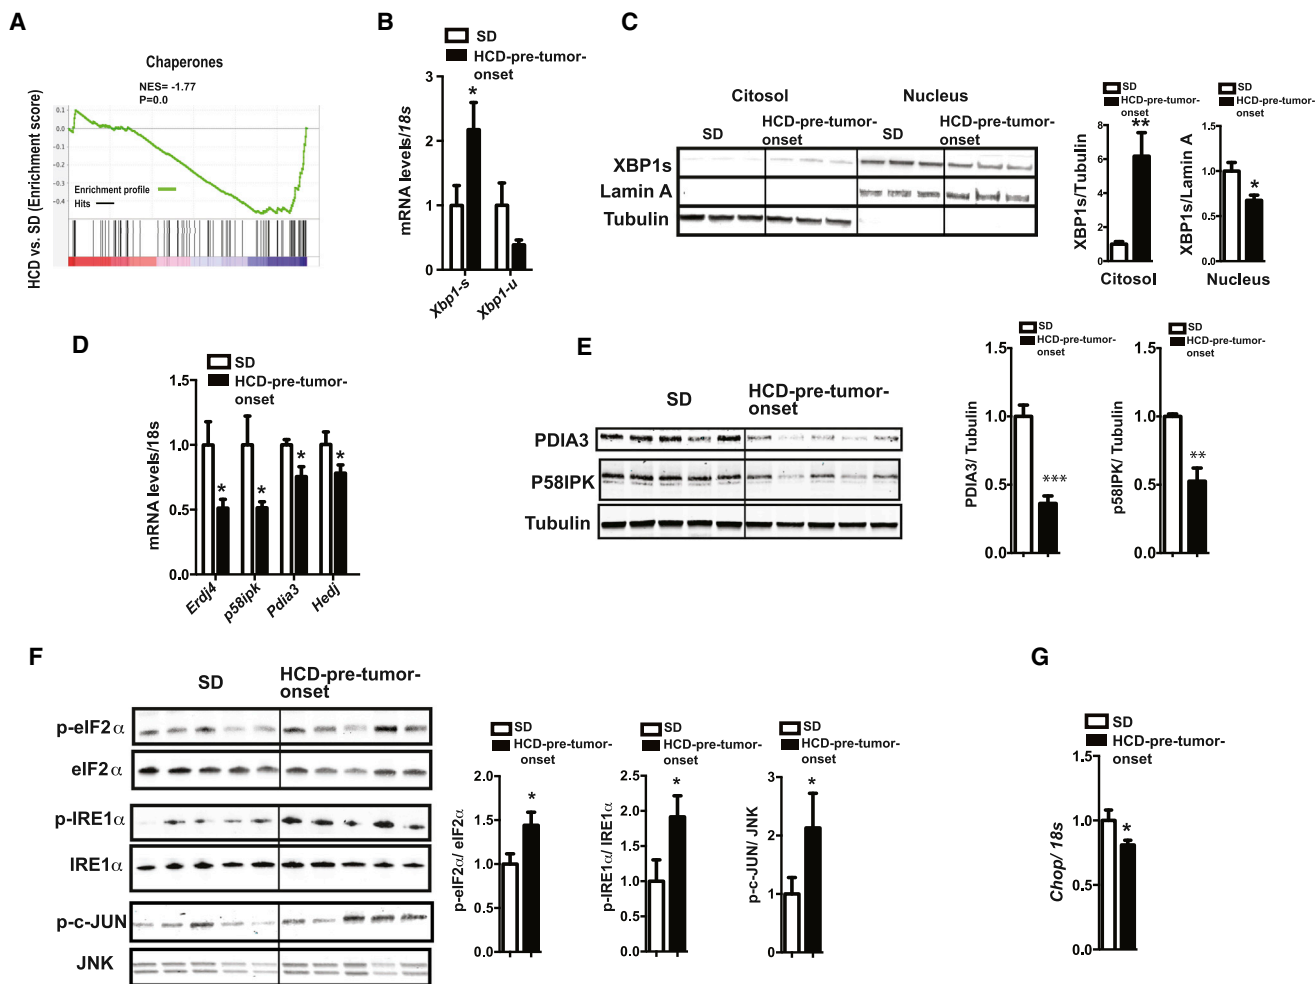 A
Chaperones
NES= -1.77
P=0.0
HCD vs. SD (Enrichment score)
0.1
0.0
-0.1
-0.2
-0.3
-0.4
Enrichment profile
Hits
B
SD
HCD-pre-tumor-
onset
mRNA levels/18s
3
2
1
0
*
Xbp1-s
Xbp1-u
C
Citosol
Nucleus
SD
HCD-pre-tumor-
onset
SD
HCD-pre-tumor-
onset
XBP1s
Lamin A
Tubulin
SD
HCD-pre-tumor-
onset
XBP1s/Tubulin
8
6
4
2
0
**
Citosol
SD
HCD-pre-tumor-
onset
XBP1s/Lamin A
1.5
1.0
0.5
0.0
*
Nucleus
D
SD
HCD-pre-tumor-
onset
mRNA levels/18s
1.5
1.0
0.5
0.0
*
*
*
*
Erdj4
p58ipk
Pdia3
Hedj
E
SD
HCD-pre-tumor-
onset
PDIA3
P58IPK
Tubulin
SD
HCD-pre-tumor-
onset
PDIA3/ Tubulin
1.5
1.0
0.5
0.0
***
SD
HCD-pre-tumor-
onset
p58IPK/ Tubulin
1.5
1.0
0.5
0.0
**
F
SD
HCD-pre-tumor-
onset
p-eIF2α
eIF2α
p-IRE1α
IRE1α
p-c-JUN
JNK
SD
HCD-pre-tumor-
onset
p-eIF2α/ eIF2α
2.0
1.5
1.0
0.5
0.0
*
SD
HCD-pre-tumor-
onset
p-IRE1α/ IRE1α
2.5
2.0
1.5
1.0
0.5
0.0
*
SD
HCD-pre-tumor-
onset
p-c-JUN/ JNK
3
2
1
0
*
G
SD
HCD-pre-tumor-
onset
Chop/ 18s
1.5
1.0
0.5
0.0
*